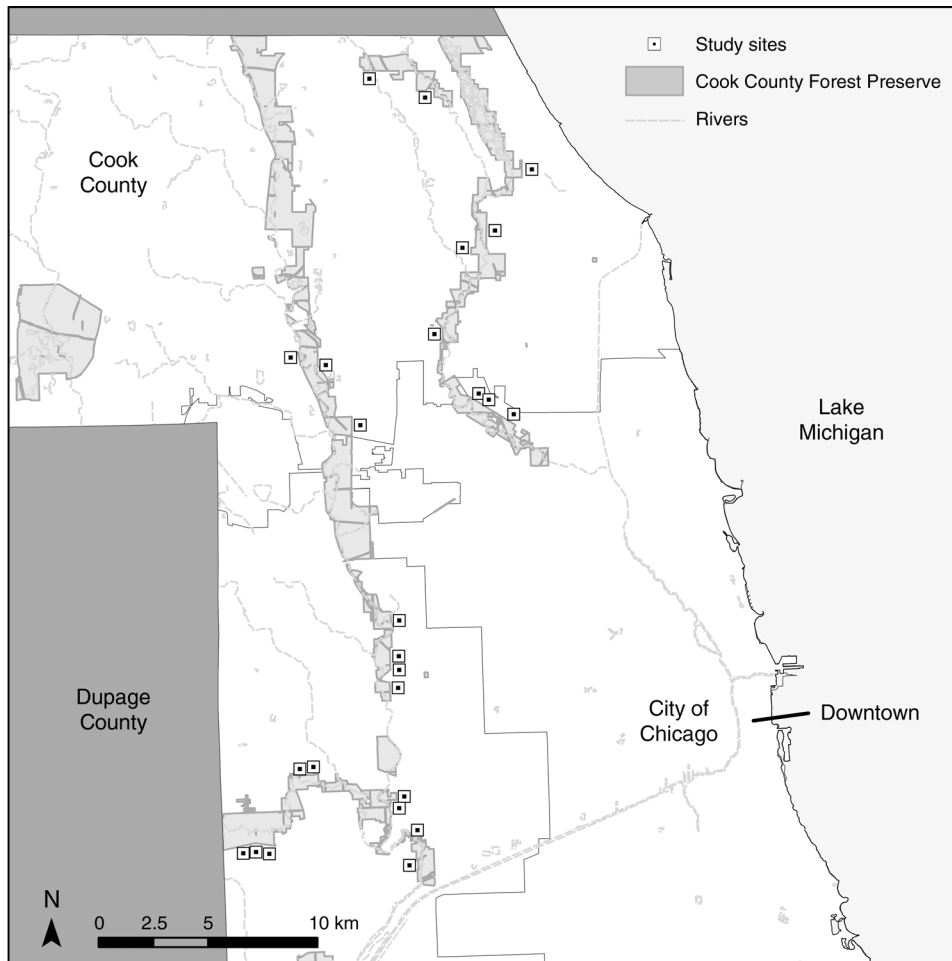 Study sites
Cook County Forest Preserve
Rivers
Cook
County
Lake
Michigan
Dupage
County
City of
Chicago
Downtown
N
0 2.5 5 10 km